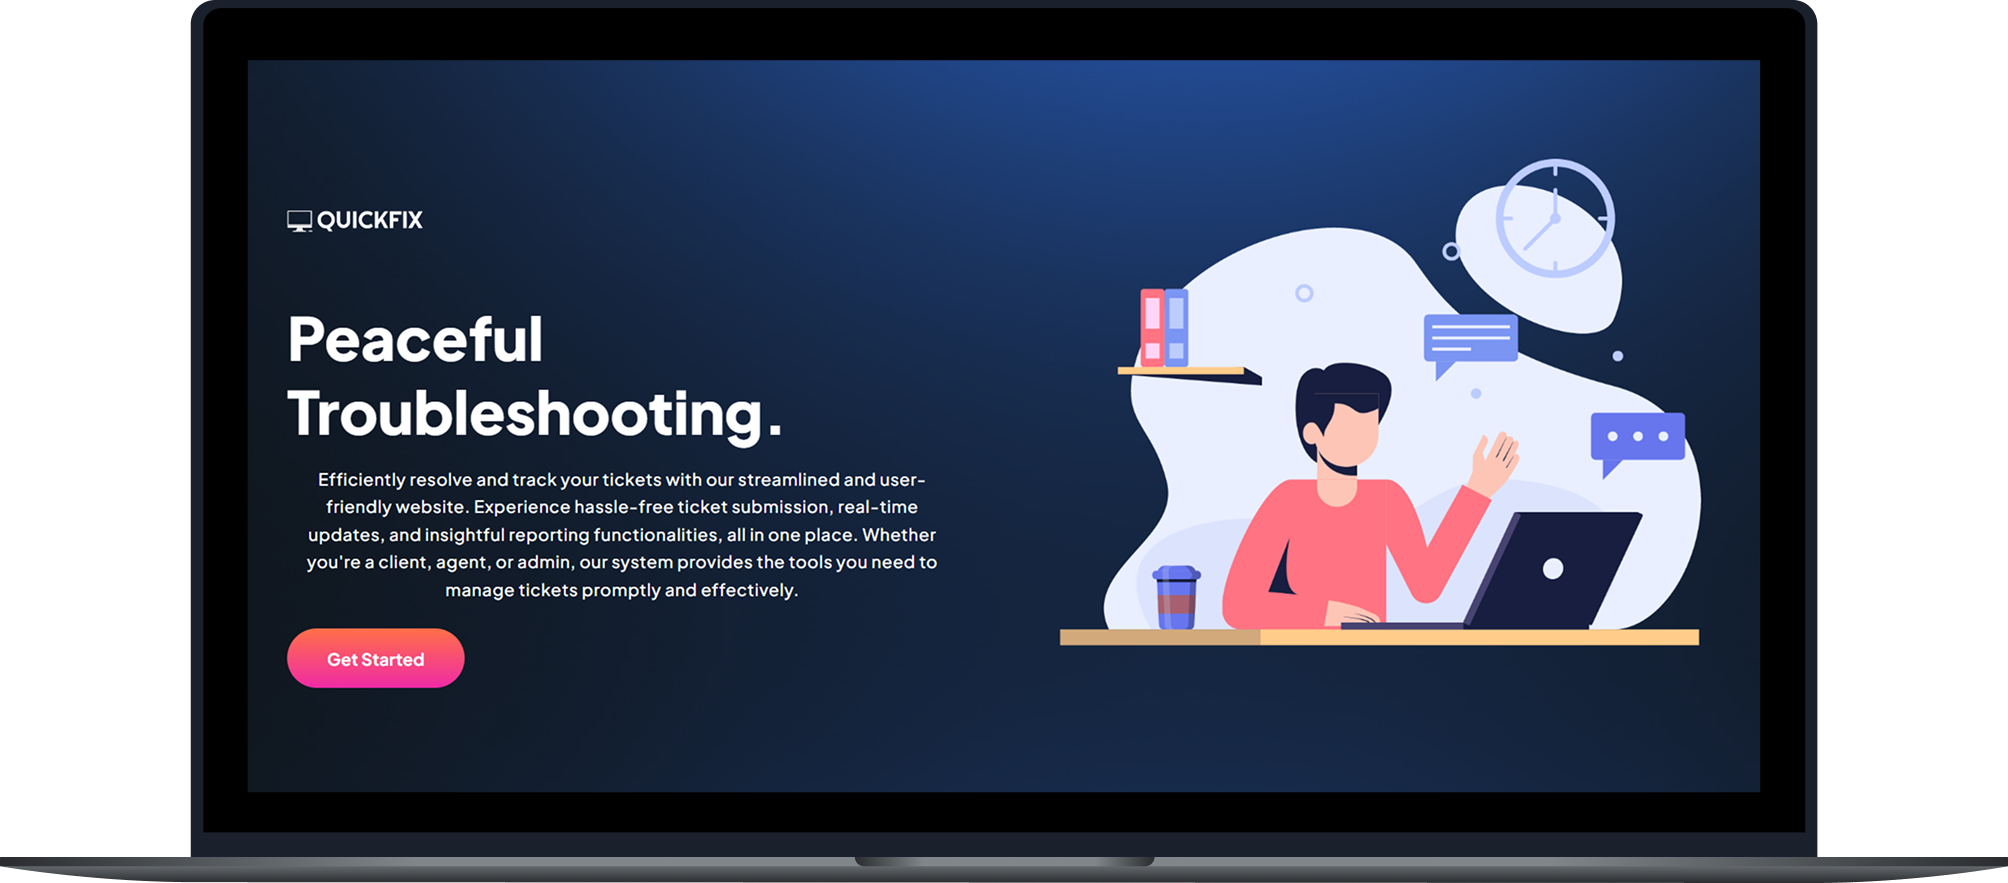 QUICKFIX
Peaceful
Troubleshooting.
Efficiently resolve and track your tickets with our streamlined and user-
friendly website. Experience hassle-free ticket submission, real-time
updates, and insightful reporting functionalities, all in one place. Whether
you're a client, agent, or admin, our system provides the tools you need to
manage tickets promptly and effectively.
Get Started